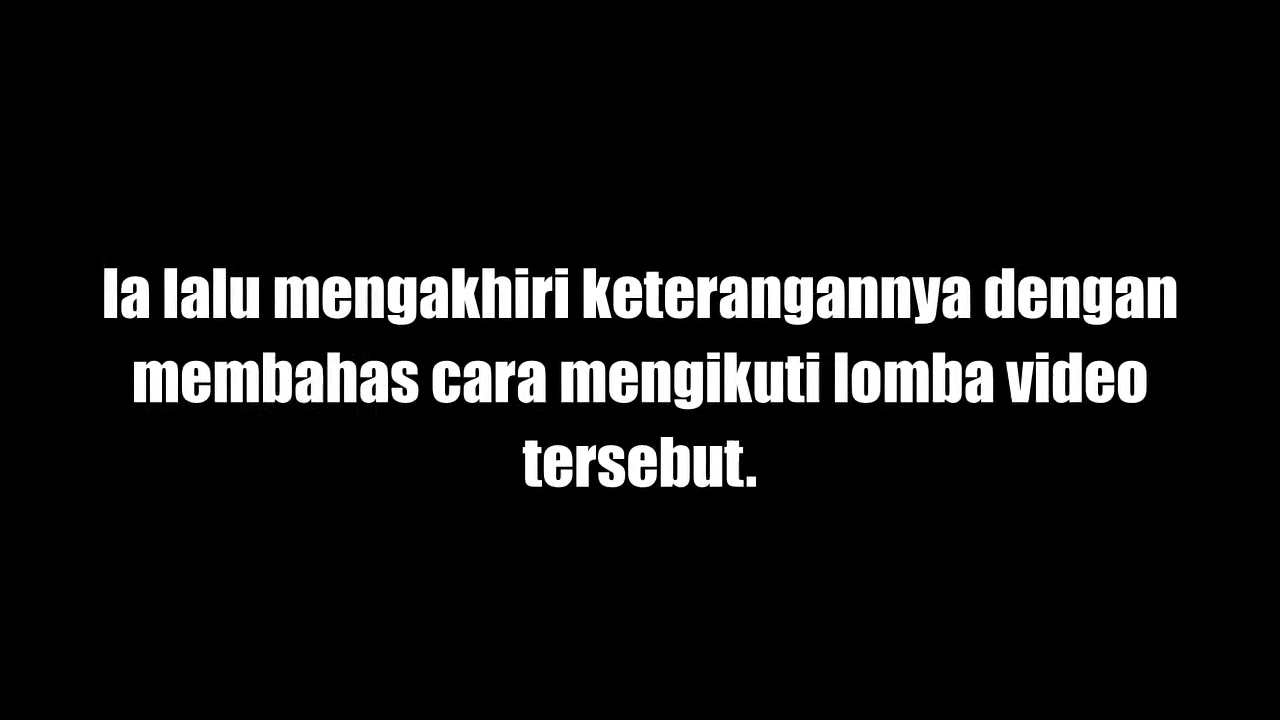 Ia lalu mengakhiri keterangannya dengan
membahas cara mengikuti lomba video
tersebut.